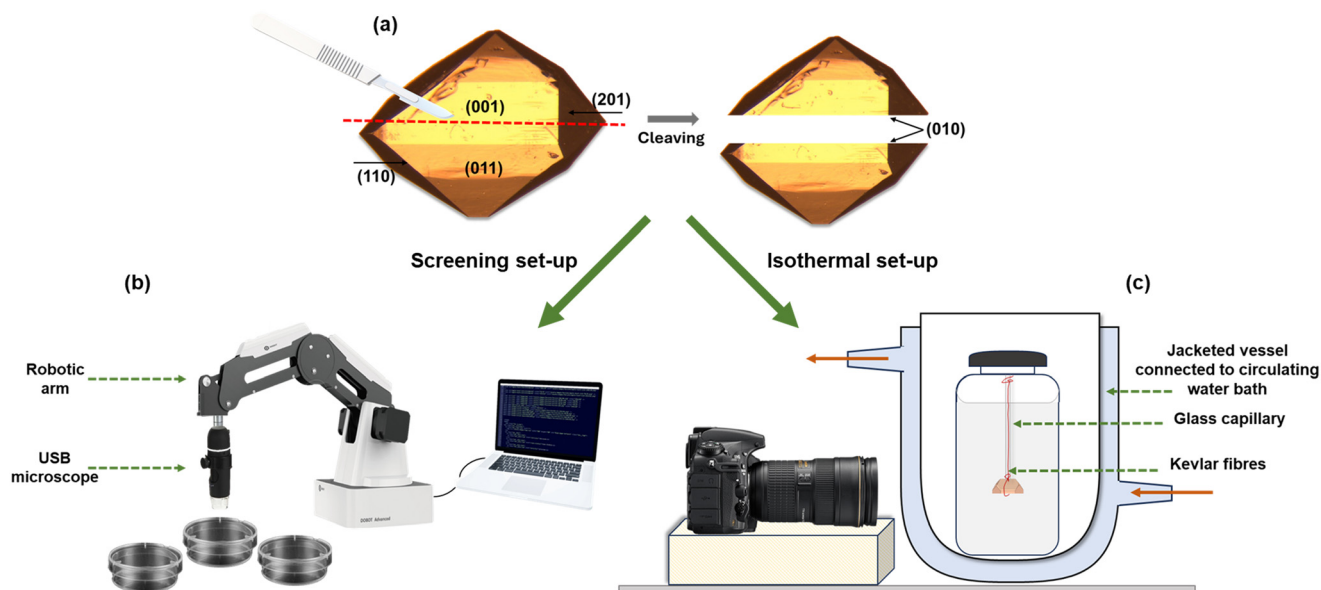 (a)
(001)
(201)
(110)
(011)
Cleaving
(010)
Screening set-up
Isothermal set-up
(b)
Robotic
arm
USB
microscope
DOBOT Advanced
(c)
Jacketed vessel
connected to circulating
water bath
Glass capillary
Kevlar fibres